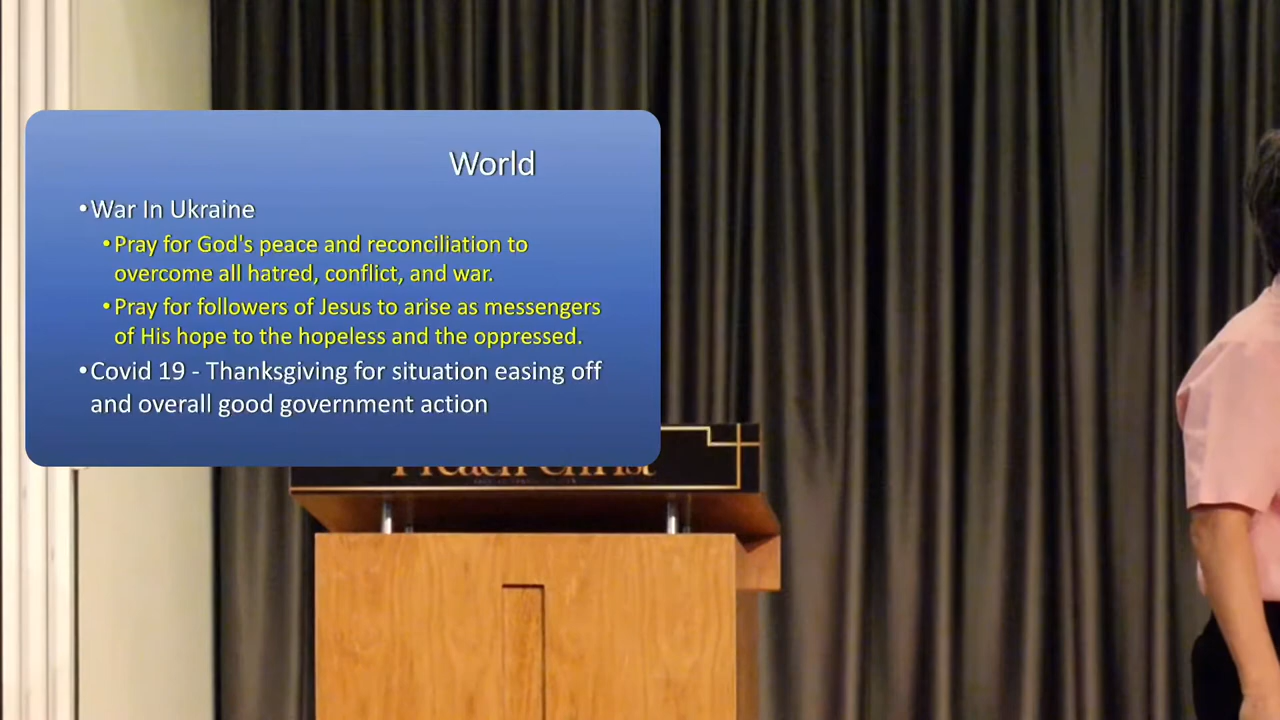 World
•War In Ukraine
•Pray for God's peace and reconciliation to
overcome all hatred, conflict, and war.
•Pray for followers of Jesus to arise as messengers
of His hope to the hopeless and the oppressed.
•Covid 19 - Thanksgiving for situation easing off
and overall good government action
Preach Christ